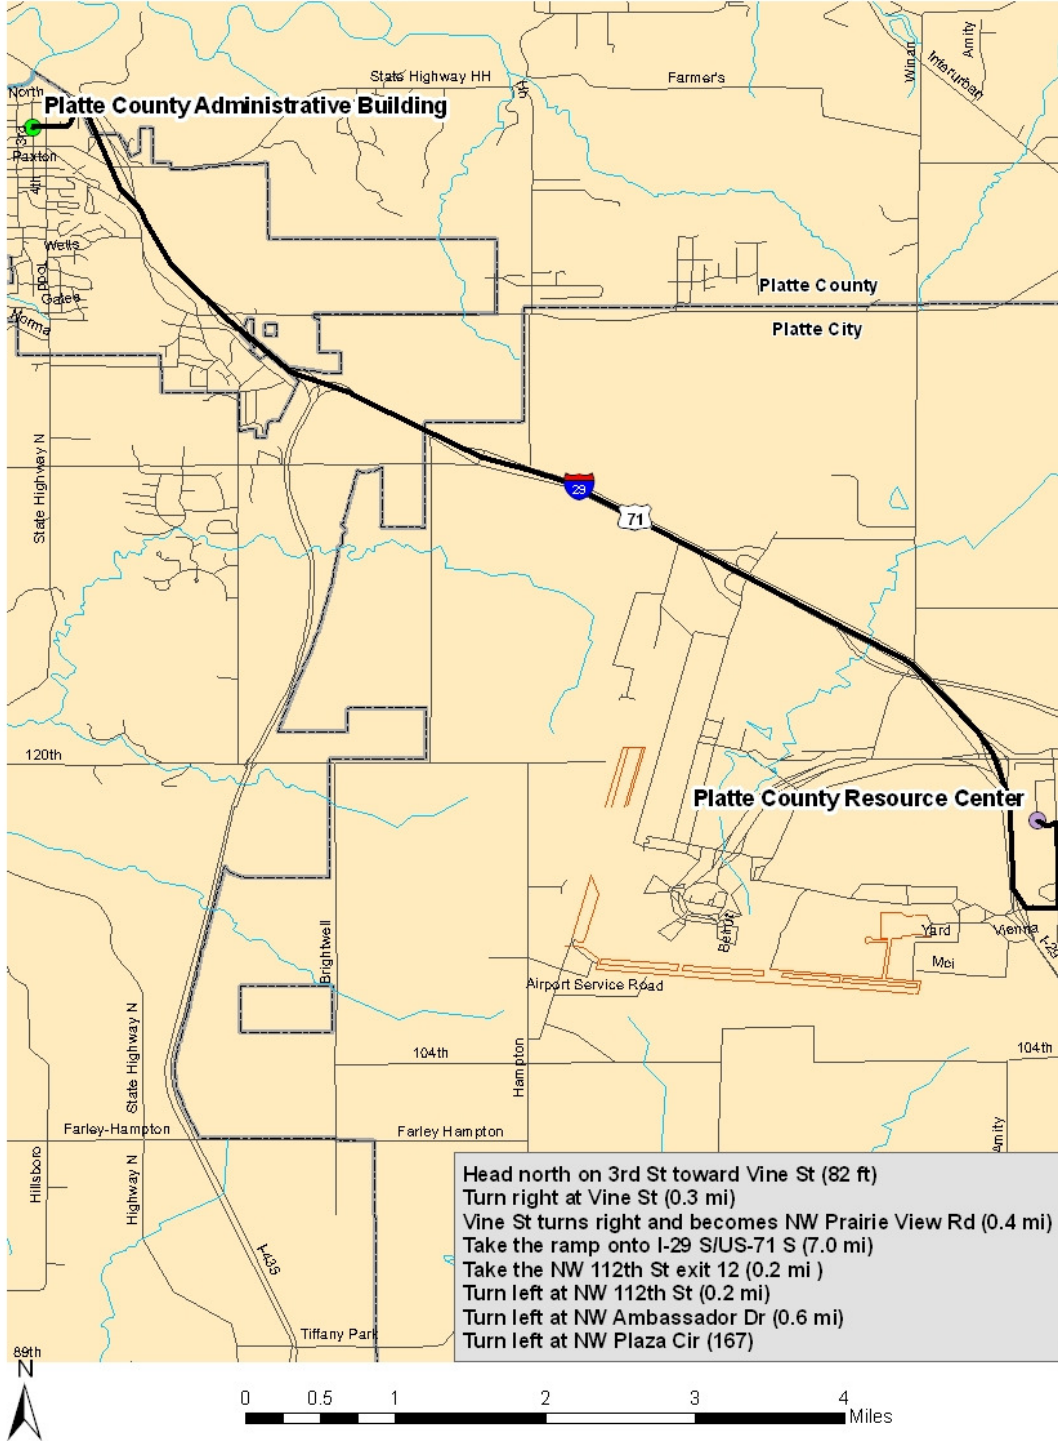 State Highway HH
HH
Farmer's
Winan
Amity
Interurban
North
Platte County Administrative Building
3rd
Paxton
4th
Wells
Todd
Gates
Norma
Platte County
Platte City
State Highway N
29
71
120th
Platte County Resource Center
Beirut
Yard
Vienna
I-29
Mci
Brightwell
Airport Service Road
State Highway N
104th
104th
Hampton
Amity
Farley-Hampton
Farley Hampton
Hillsboro
Highway N
I-435
Tiffany Park
89th
Head north on 3rd St toward Vine St (82 ft)
Turn right at Vine St (0.3 mi)
Vine St turns right and becomes NW Prairie View Rd (0.4 mi)
Take the ramp onto I-29 S/US-71 S (7.0 mi)
Take the NW 112th St exit 12 (0.2 mi )
Turn left at NW 112th St (0.2 mi)
Turn left at NW Ambassador Dr (0.6 mi)
Turn left at NW Plaza Cir (167)
N
0 0.5 1 2 3 4
Miles